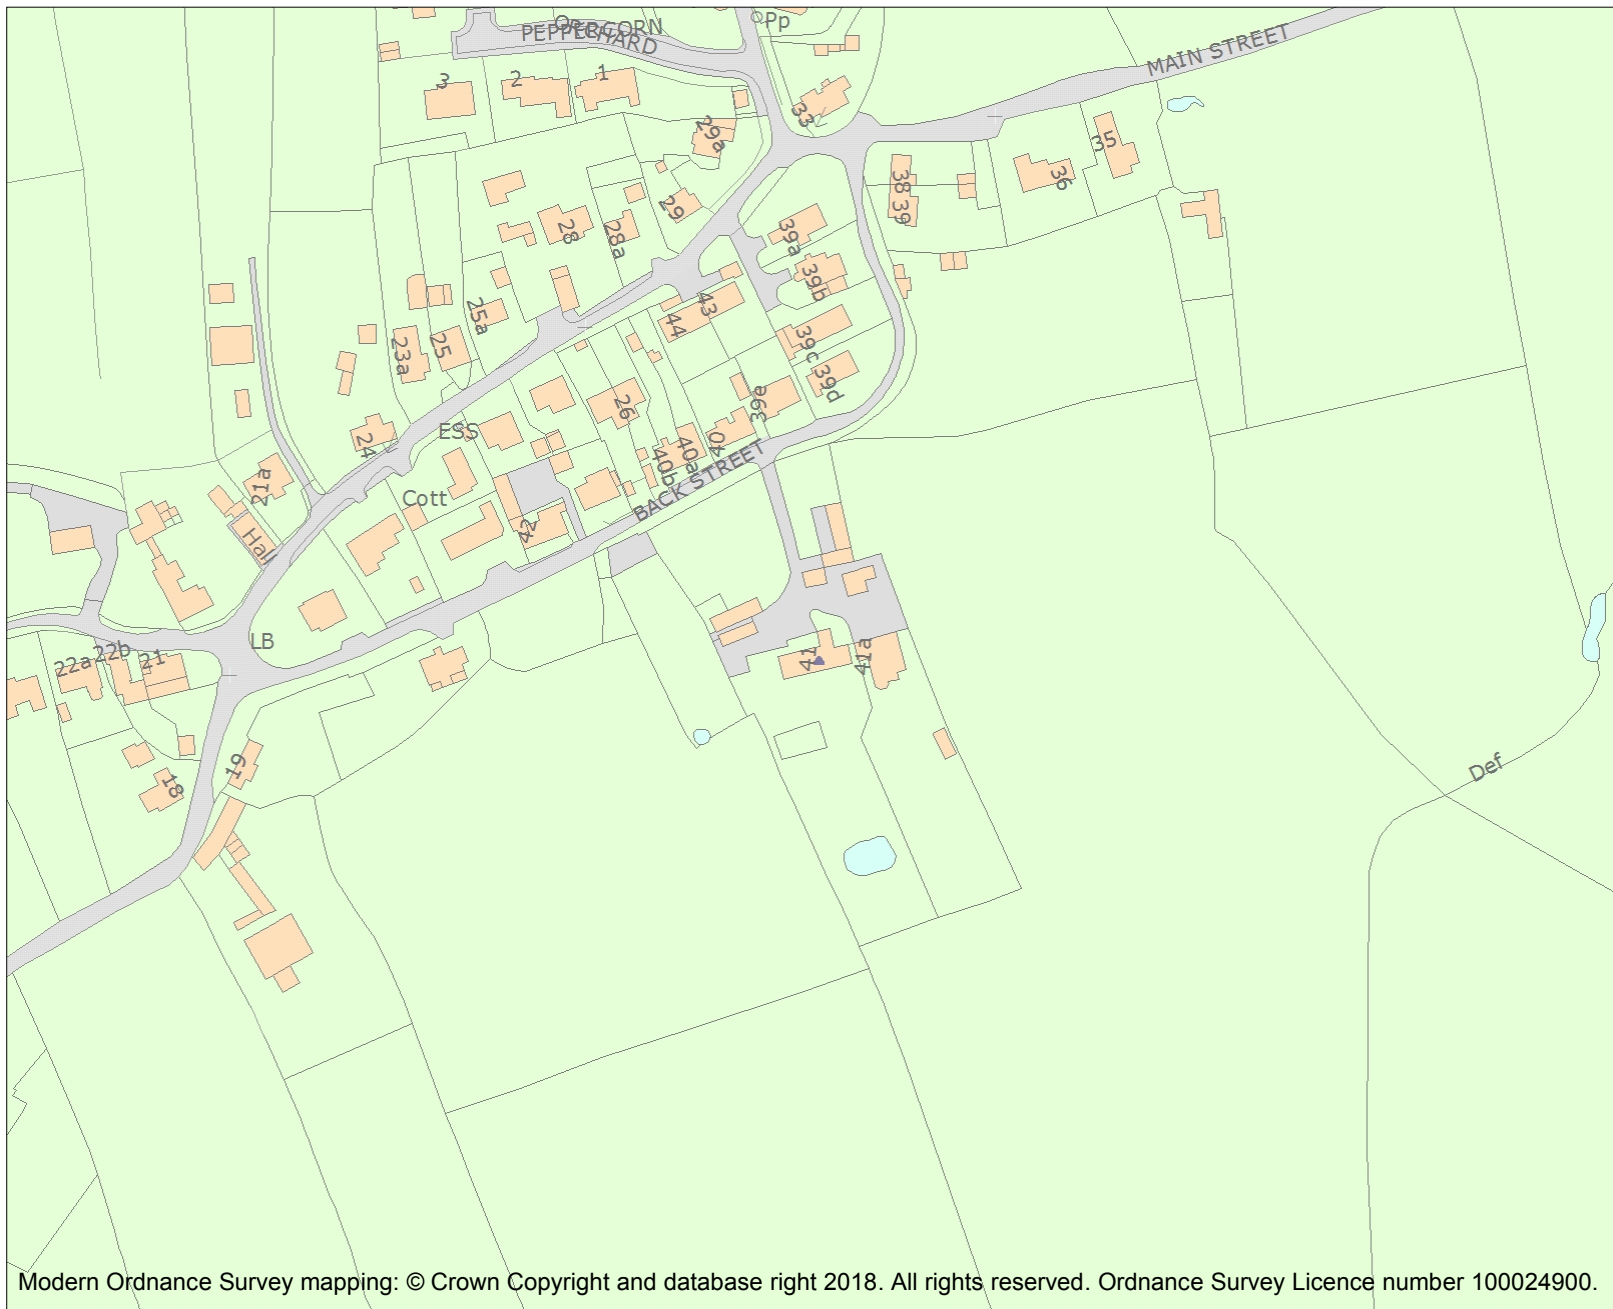 Pp
PEPPERCORN
ORCHARD
MAIN STREET
3
2
1
33
29a
35
38
36
39
29
28
28a
39a
39b
25a
43
44
39c
23a
25
39d
26
39e
24
ESS
40
40a
40b
BACK STREET
21a
Cott
42
Hall
LB
22a
22b
21
41
41a
19
18
Def
Modern Ordnance Survey mapping: © Crown Copyright and database right 2018. All rights reserved. Ordnance Survey Licence number 100024900.